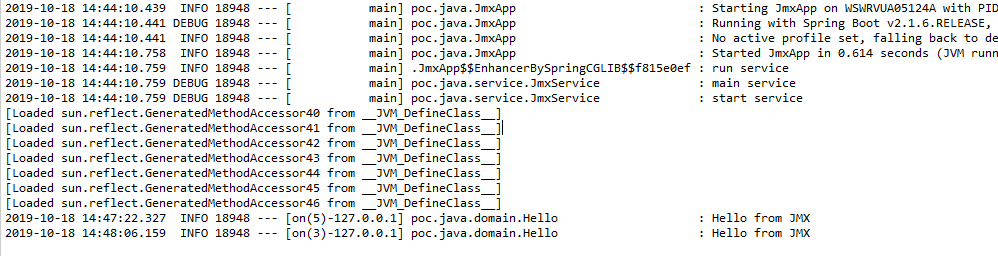 2019-10-18 14:44:10.439  INFO 18948 --- [           main] poc.java.JmxApp                          : Starting JmxApp on WSWRVUA05124A with PID
2019-10-18 14:44:10.441 DEBUG 18948 --- [           main] poc.java.JmxApp                          : Running with Spring Boot v2.1.6.RELEASE,
2019-10-18 14:44:10.441  INFO 18948 --- [           main] poc.java.JmxApp                          : No active profile set, falling back to de
2019-10-18 14:44:10.758  INFO 18948 --- [           main] poc.java.JmxApp                          : Started JmxApp in 0.614 seconds (JVM runn
2019-10-18 14:44:10.759  INFO 18948 --- [           main] .JmxApp$$EnhancerBySpringCGLIB$$f815e0ef : run service
2019-10-18 14:44:10.759 DEBUG 18948 --- [           main] poc.java.service.JmxService              : main service
2019-10-18 14:44:10.759 DEBUG 18948 --- [           main] poc.java.service.JmxService              : start service
[Loaded sun.reflect.GeneratedMethodAccessor40 from __JVM_DefineClass__]
[Loaded sun.reflect.GeneratedMethodAccessor41 from __JVM_DefineClass__]
[Loaded sun.reflect.GeneratedMethodAccessor42 from __JVM_DefineClass__]
[Loaded sun.reflect.GeneratedMethodAccessor43 from __JVM_DefineClass__]
[Loaded sun.reflect.GeneratedMethodAccessor44 from __JVM_DefineClass__]
[Loaded sun.reflect.GeneratedMethodAccessor45 from __JVM_DefineClass__]
[Loaded sun.reflect.GeneratedMethodAccessor46 from __JVM_DefineClass__]
2019-10-18 14:47:22.327  INFO 18948 --- [on(5)-127.0.0.1] poc.java.domain.Hello                    : Hello from JMX
2019-10-18 14:48:06.159  INFO 18948 --- [on(3)-127.0.0.1] poc.java.domain.Hello                    : Hello from JMX